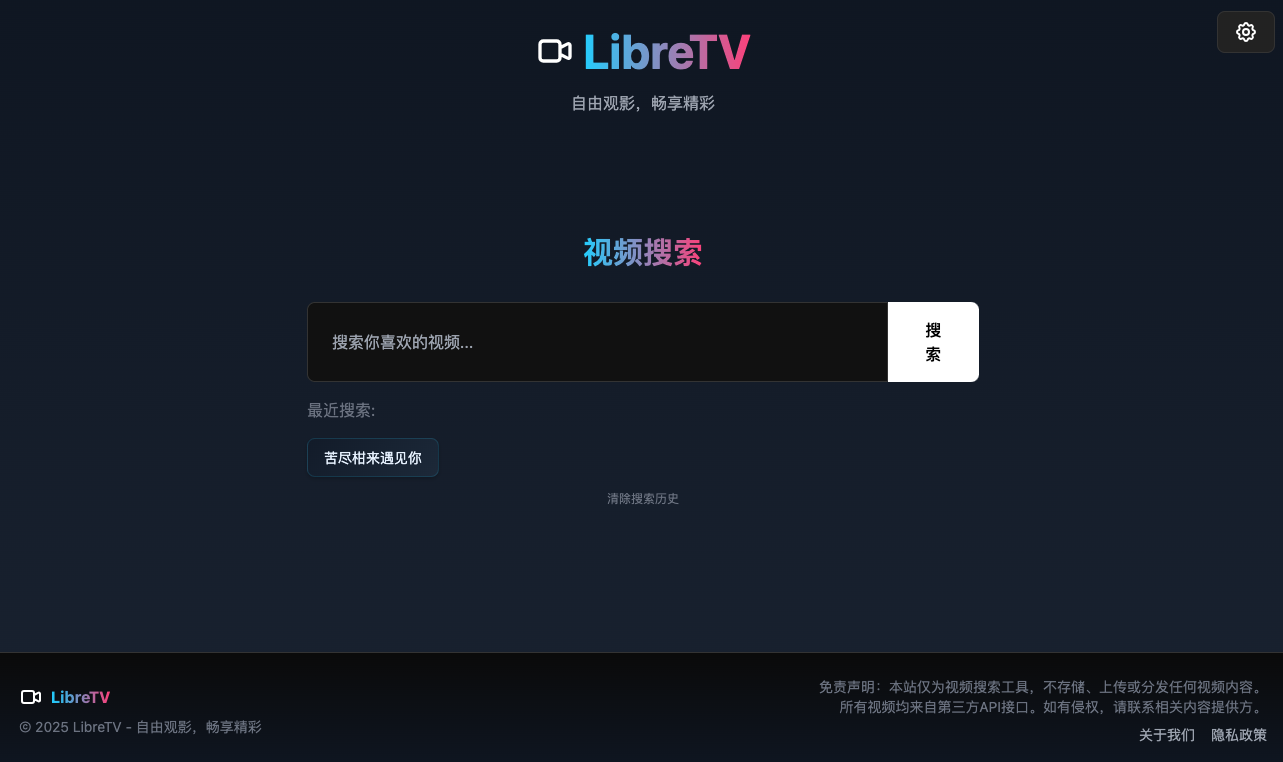 LibreTV
自由观影，畅享精彩
视频搜索
搜索你喜欢的视频...
搜
索
最近搜索:
苦尽柑来遇见你
清除搜索历史
LibreTV
© 2025 LibreTV - 自由观影，畅享精彩
免责声明：本站仅为视频搜索工具，不存储、上传或分发任何视频内容。
所有视频均来自第三方API接口。如有侵权，请联系相关内容提供方。
关于我们 隐私政策